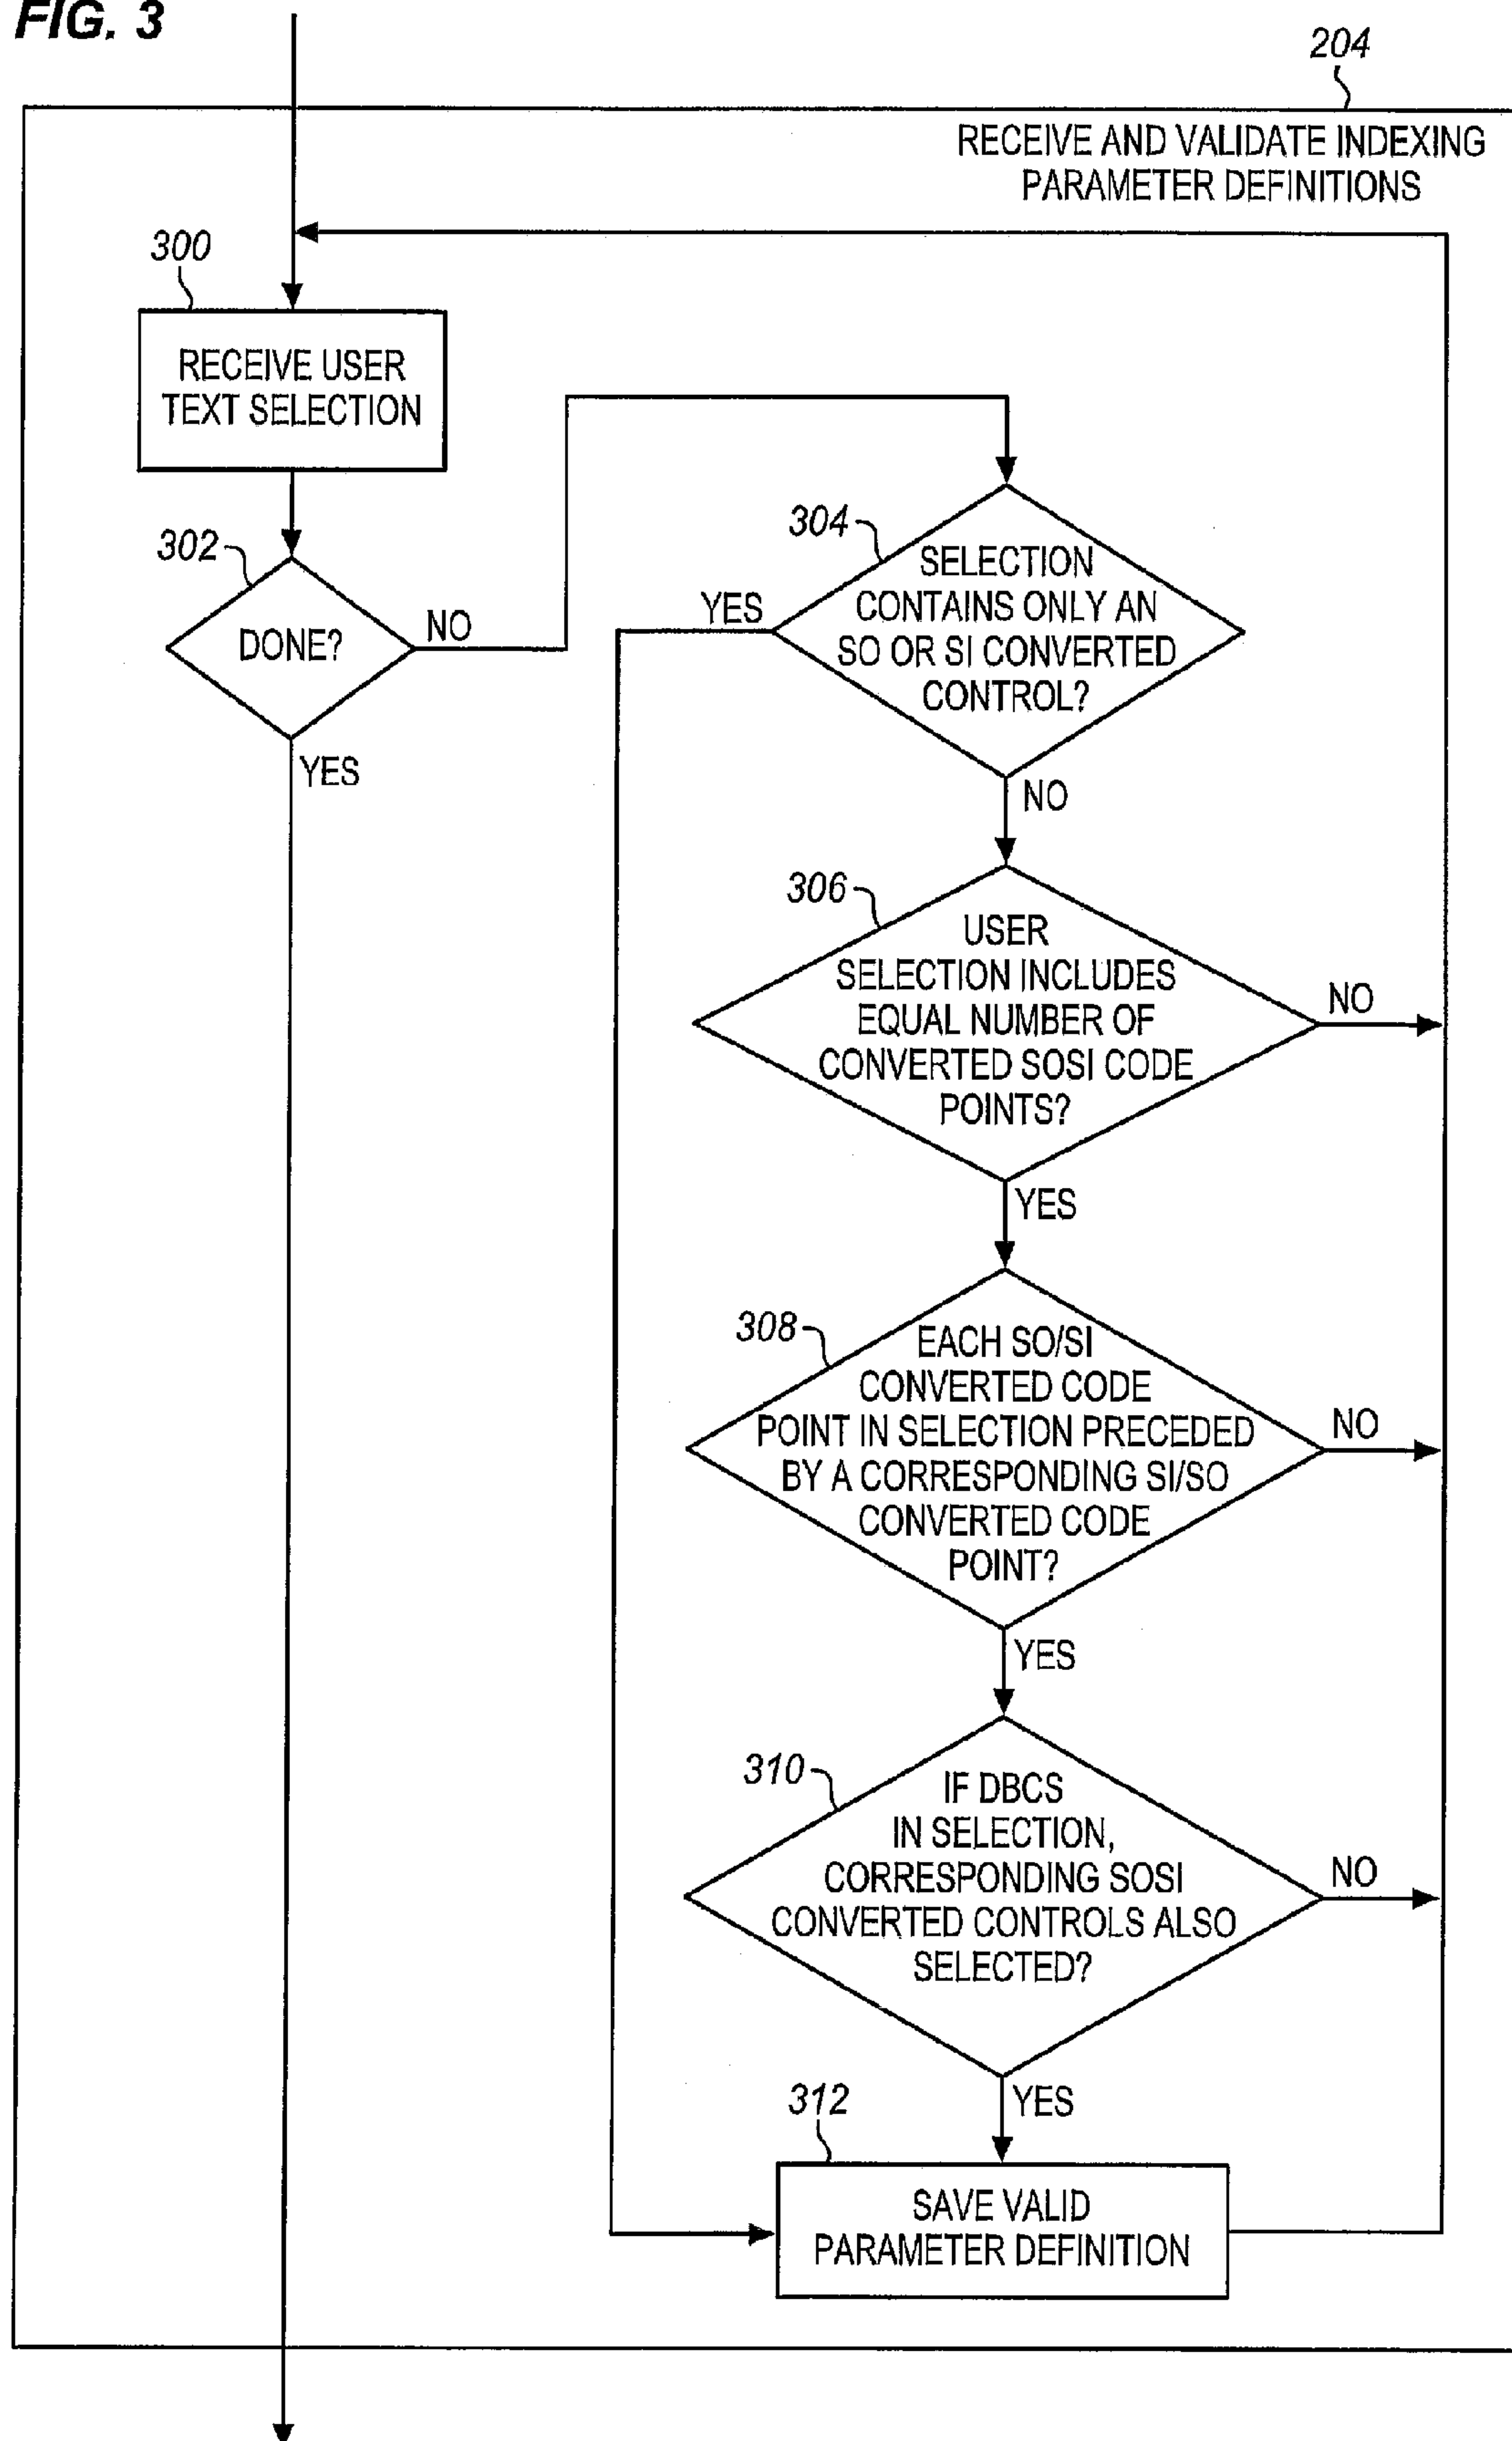 FIG. 3
204
RECEIVE AND VALIDATE INDEXING
PARAMETER DEFINITIONS
300
RECEIVE USER
TEXT SELECTION
302
DONE?
NO
YES
304
SELECTION
CONTAINS ONLY AN
SO OR SI CONVERTED
CONTROL?
YES
NO
306
USER
SELECTION INCLUDES
EQUAL NUMBER OF
CONVERTED SOSI CODE
POINTS?
NO
YES
308
EACH SO/SI
CONVERTED CODE
POINT IN SELECTION PRECEDED
BY A CORRESPONDING SI/SO
CONVERTED CODE
POINT?
NO
YES
310
IF DBCS
IN SELECTION,
CORRESPONDING SOSI
CONVERTED CONTROLS ALSO
SELECTED?
NO
YES
312
SAVE VALID
PARAMETER DEFINITION